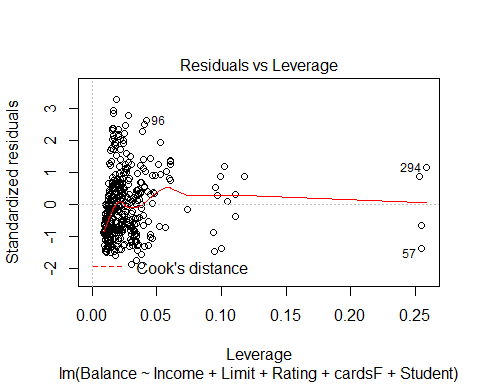 Residuals vs Leverage
Standardized residuals
3
2
1
0
-1
-2
96
294
57
Cook's distance
0.00 0.05 0.10 0.15 0.20 0.25
Leverage
lm(Balance ~ Income + Limit + Rating + cardsF + Student)